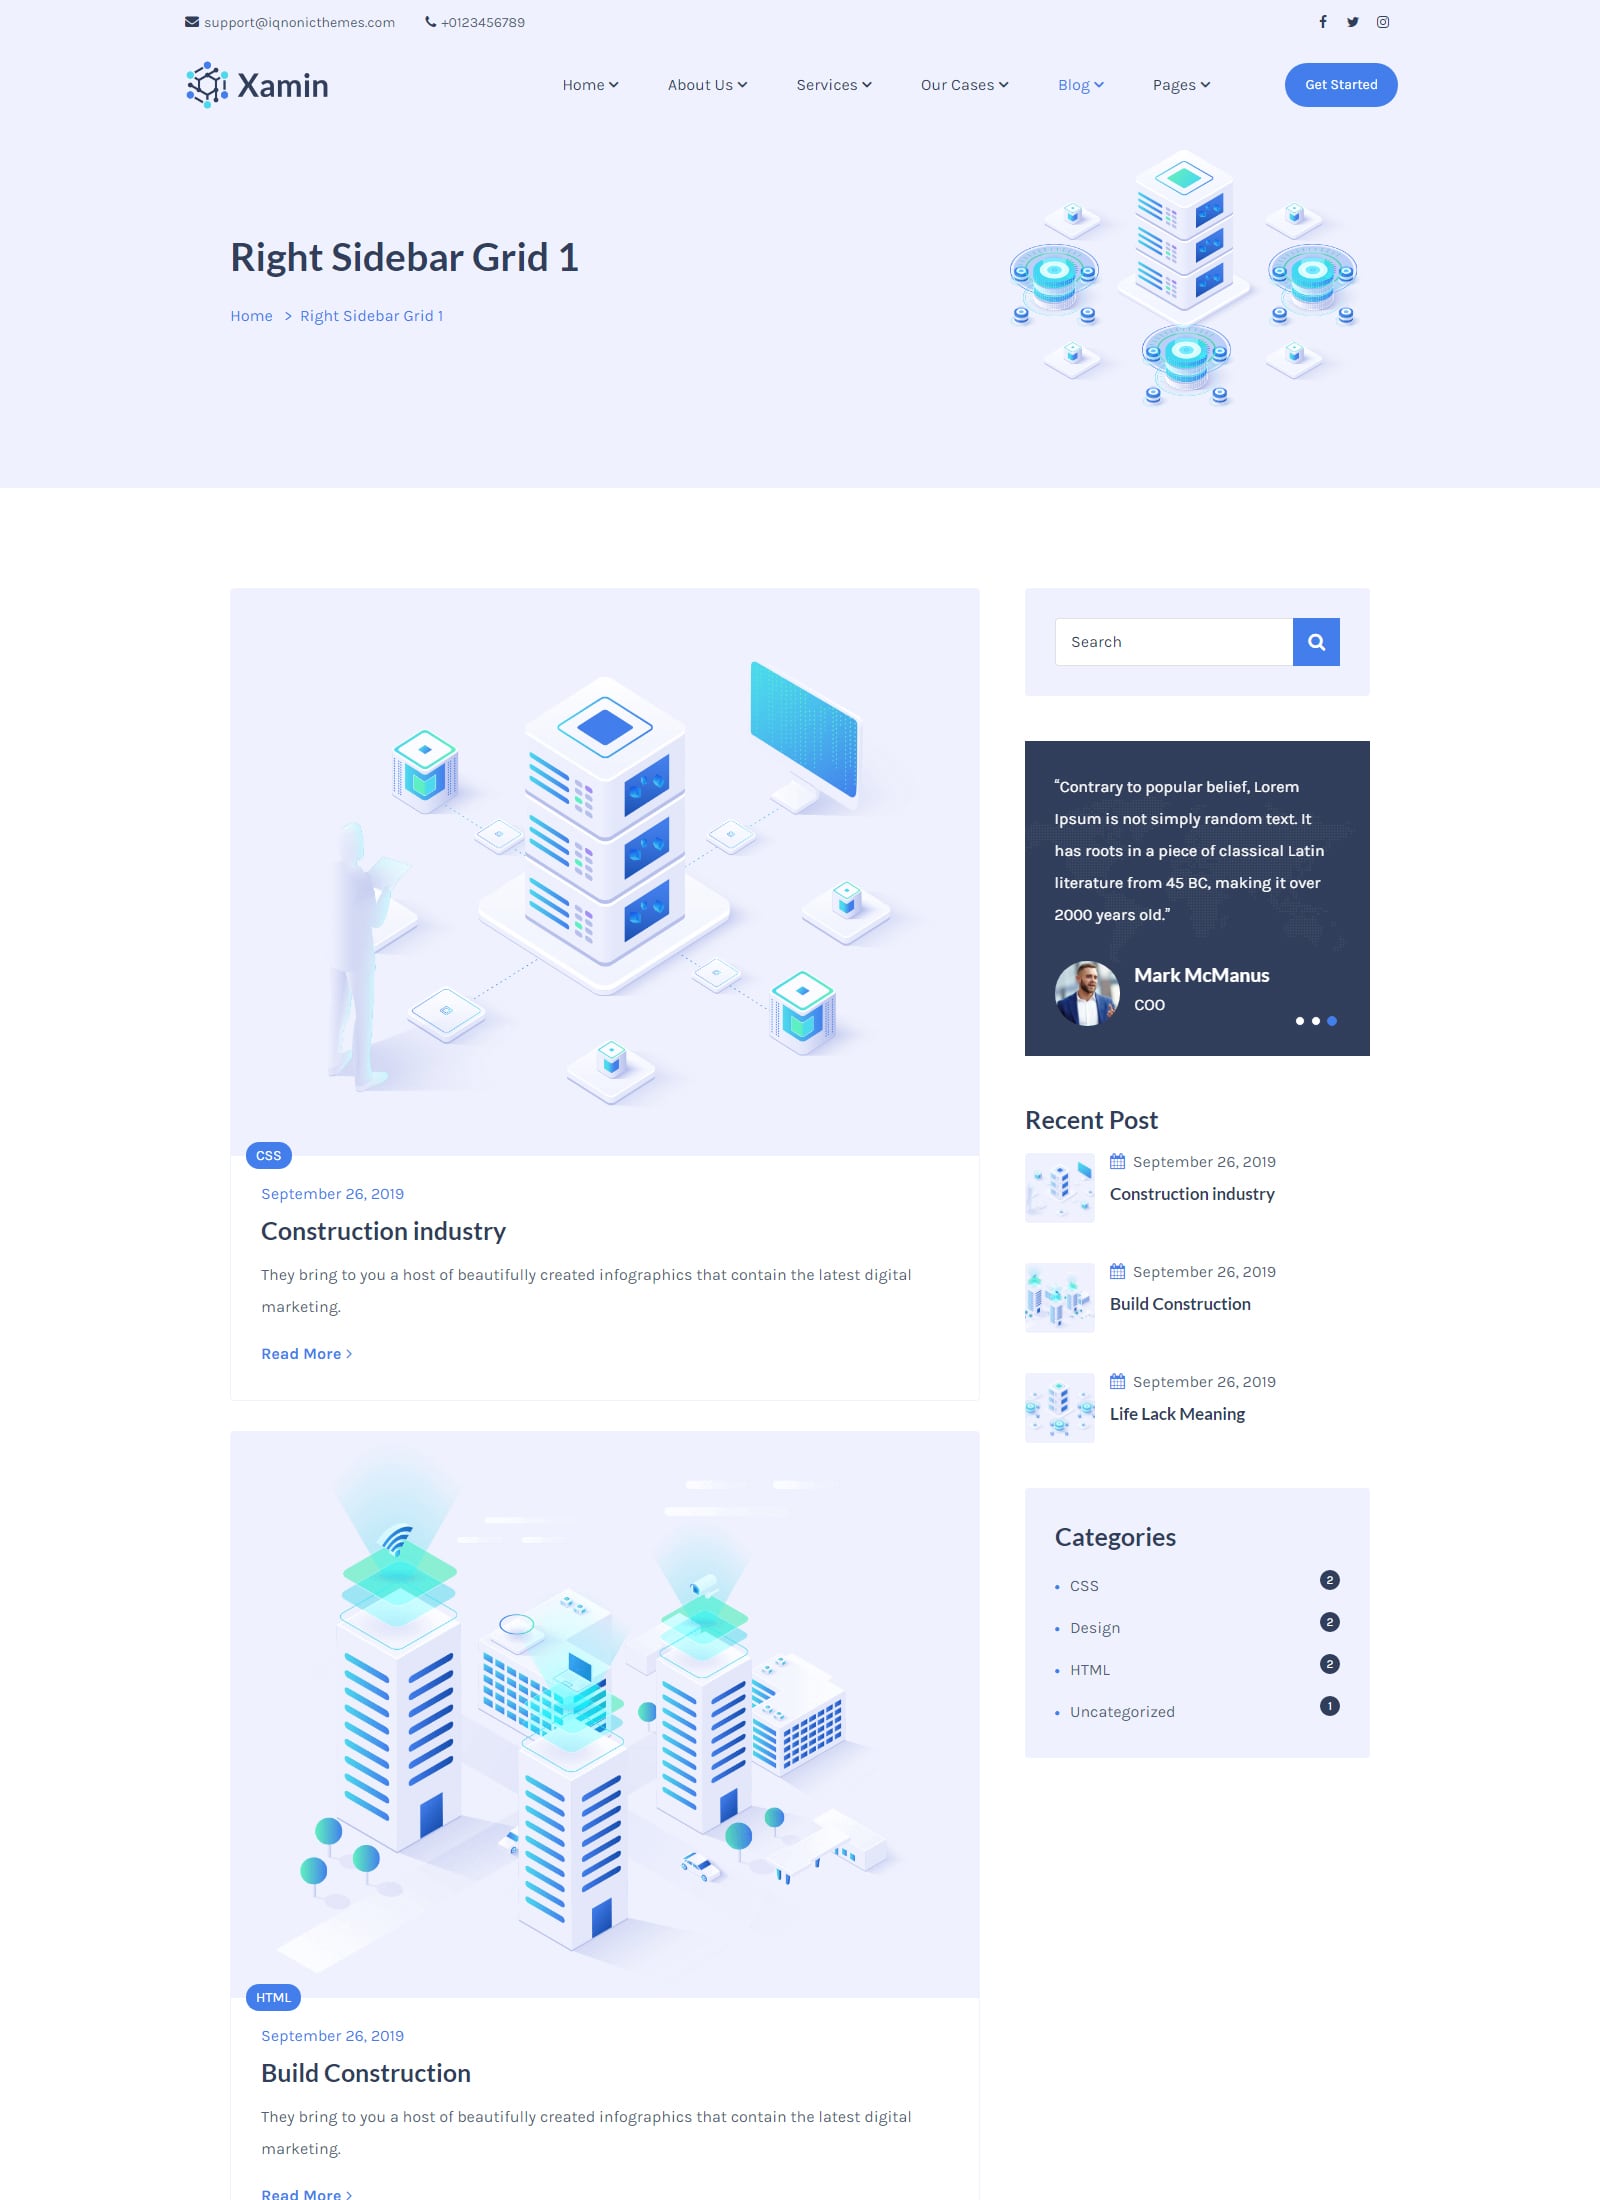 support@iqnonicthemes.com
+0123456789
Xamin
Home
About Us
Services
Our Cases
Blog
Pages
Get Started
Right Sidebar Grid 1
Home > Right Sidebar Grid 1
CSS
September 26, 2019
Construction industry
They bring to you a host of beautifully created infographics that contain the latest digital
marketing.
Read More
HTML
September 26, 2019
Build Construction
They bring to you a host of beautifully created infographics that contain the latest digital
marketing.
Read More
Search
“Contrary to popular belief, Lorem
Ipsum is not simply random text. It
has roots in a piece of classical Latin
literature from 45 BC, making it over
2000 years old.”
Mark McManus
COO
Recent Post
September 26, 2019
Construction industry
September 26, 2019
Build Construction
September 26, 2019
Life Lack Meaning
Categories
CSS 2
Design 2
HTML 2
Uncategorized 1